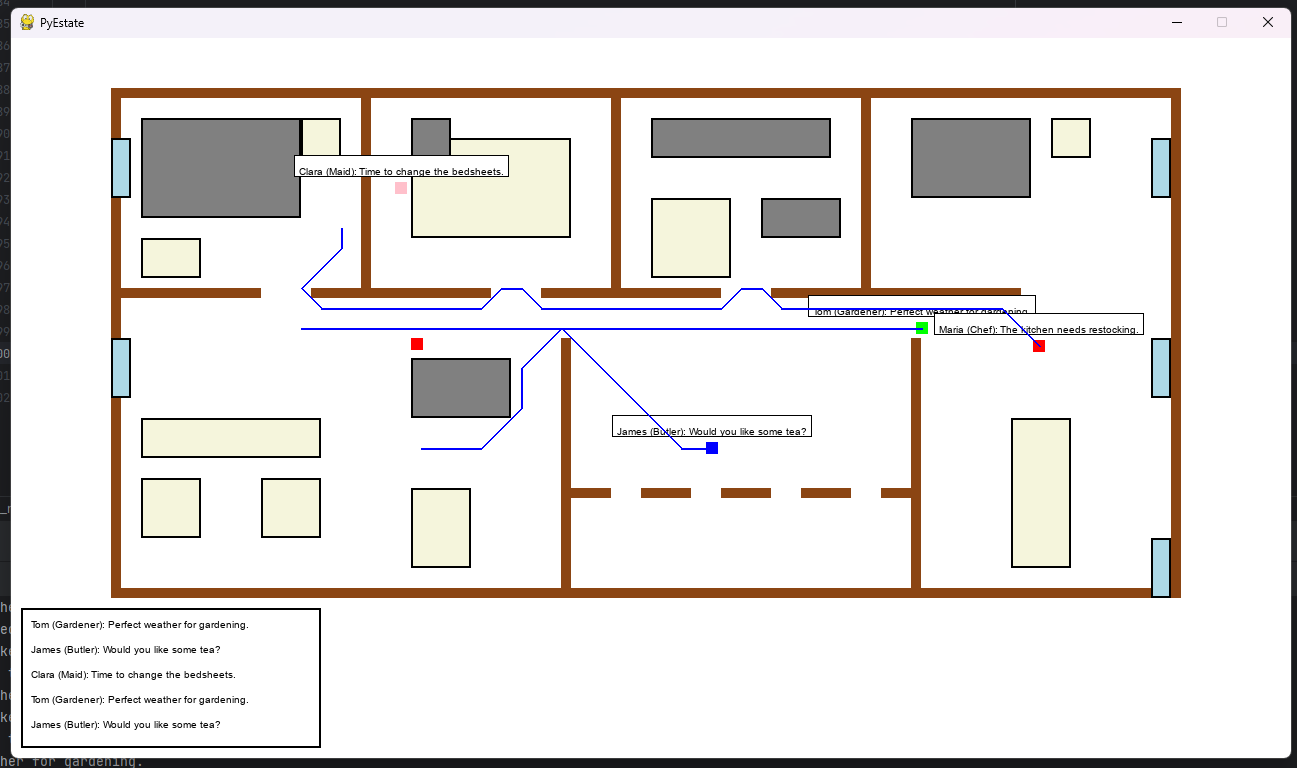 PyEstate
Clara (Maid): Time to change the bedsheets.
Tom (Gardener): Perfect weather for gardening.
Maria (Chef): The kitchen needs restocking.
James (Butler): Would you like some tea?
Tom (Gardener): Perfect weather for gardening.
James (Butler): Would you like some tea?
Clara (Maid): Time to change the bedsheets.
Tom (Gardener): Perfect weather for gardening.
James (Butler): Would you like some tea?
her for gardening.